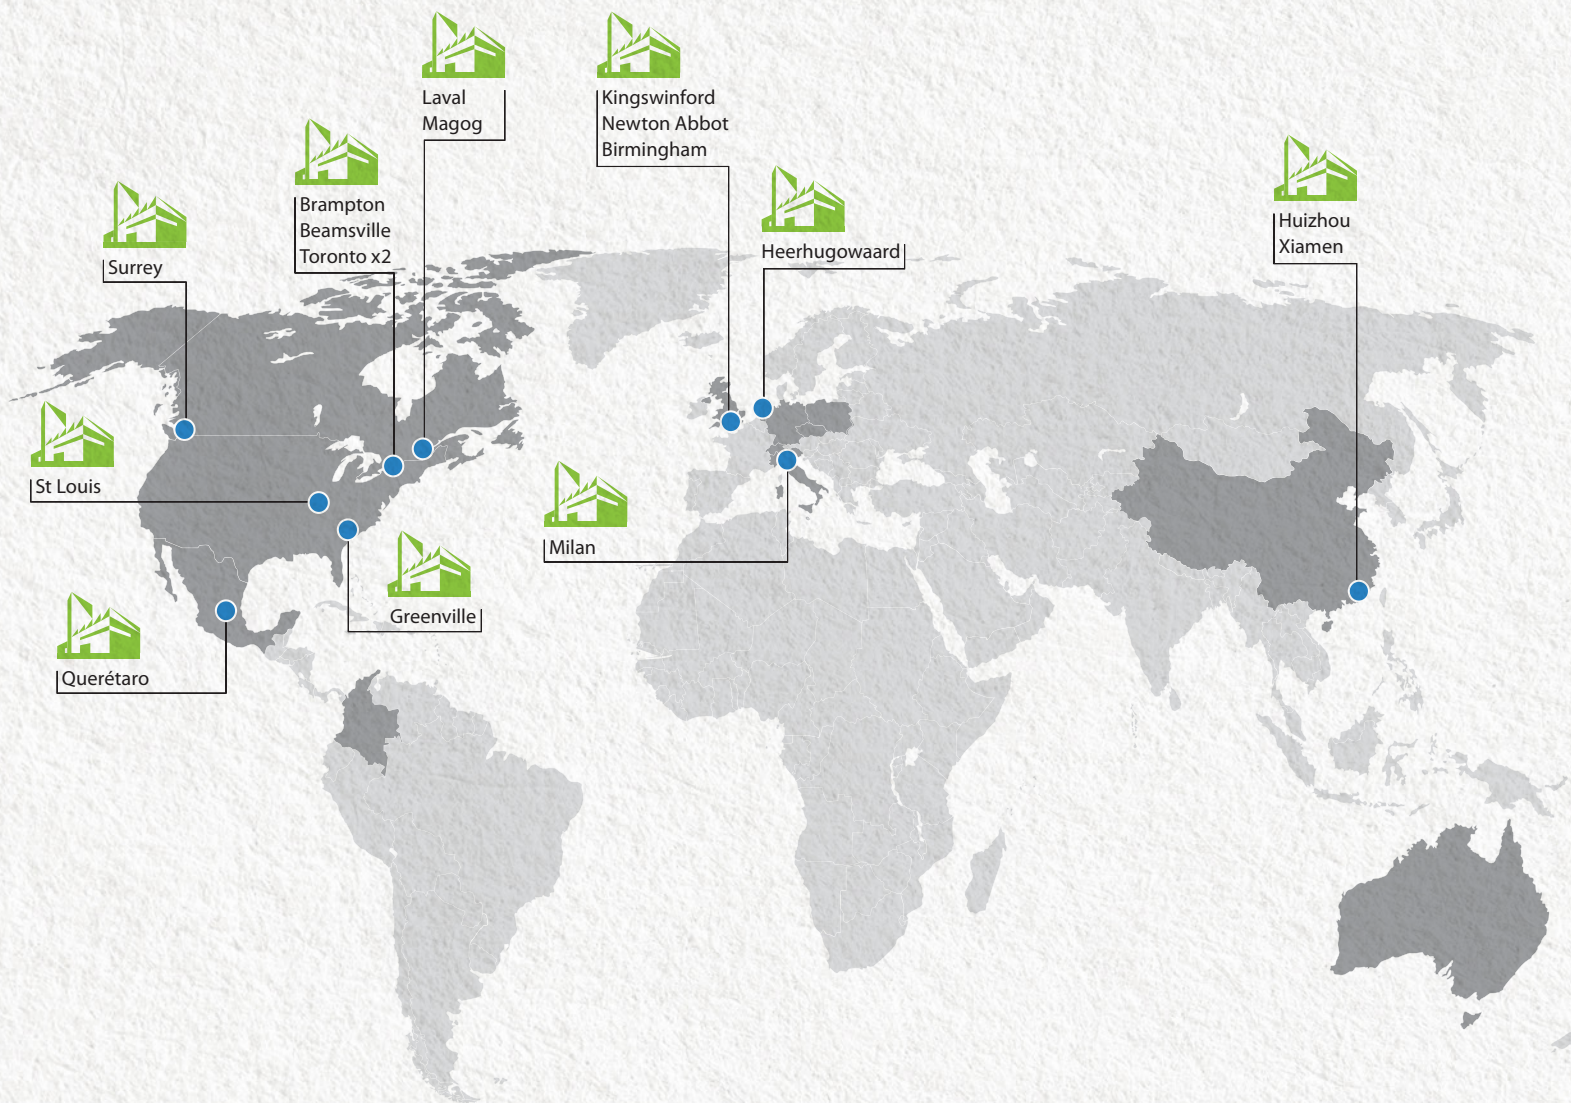 Laval
Magog
Kingswinford
Newton Abbot
Birmingham
Brampton
Beamsville
Toronto x2
Surrey
Heerhugowaard
Huizhou
Xiamen
St Louis
Milan
Greenville
Querétaro